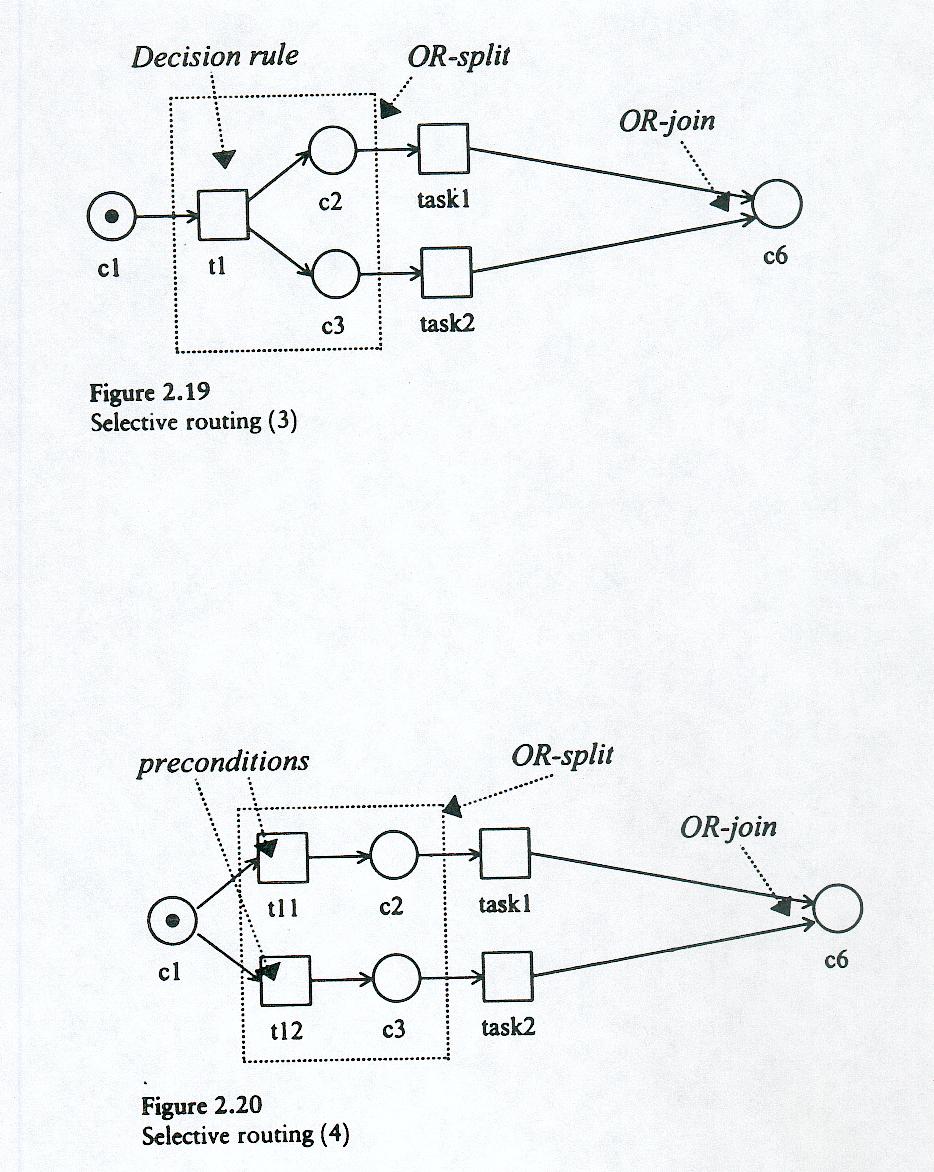 Decision rule
OR-split
OR-join
c2
task1
c1
t1
c6
c3
task2
Figure 2.19
Selective routing (3)
preconditions
OR-split
OR-join
t11
c2
task1
c1
c6
t12
c3
task2
Figure 2.20
Selective routing (4)